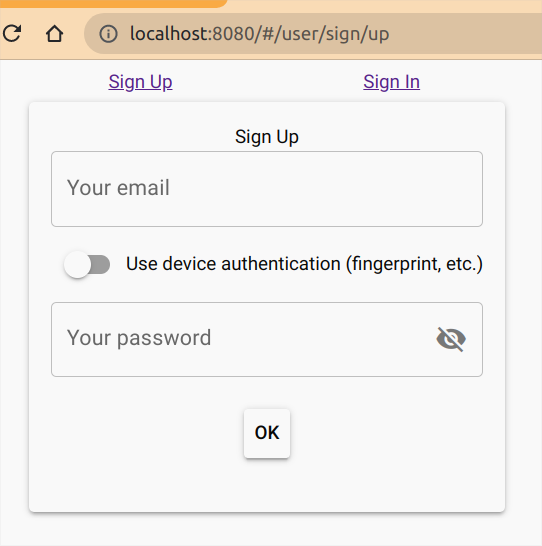 localhost:8080/#/user/sign/up
Sign Up Sign In
Sign Up
Your email
Use device authentication (fingerprint, etc.)
Your password
OK